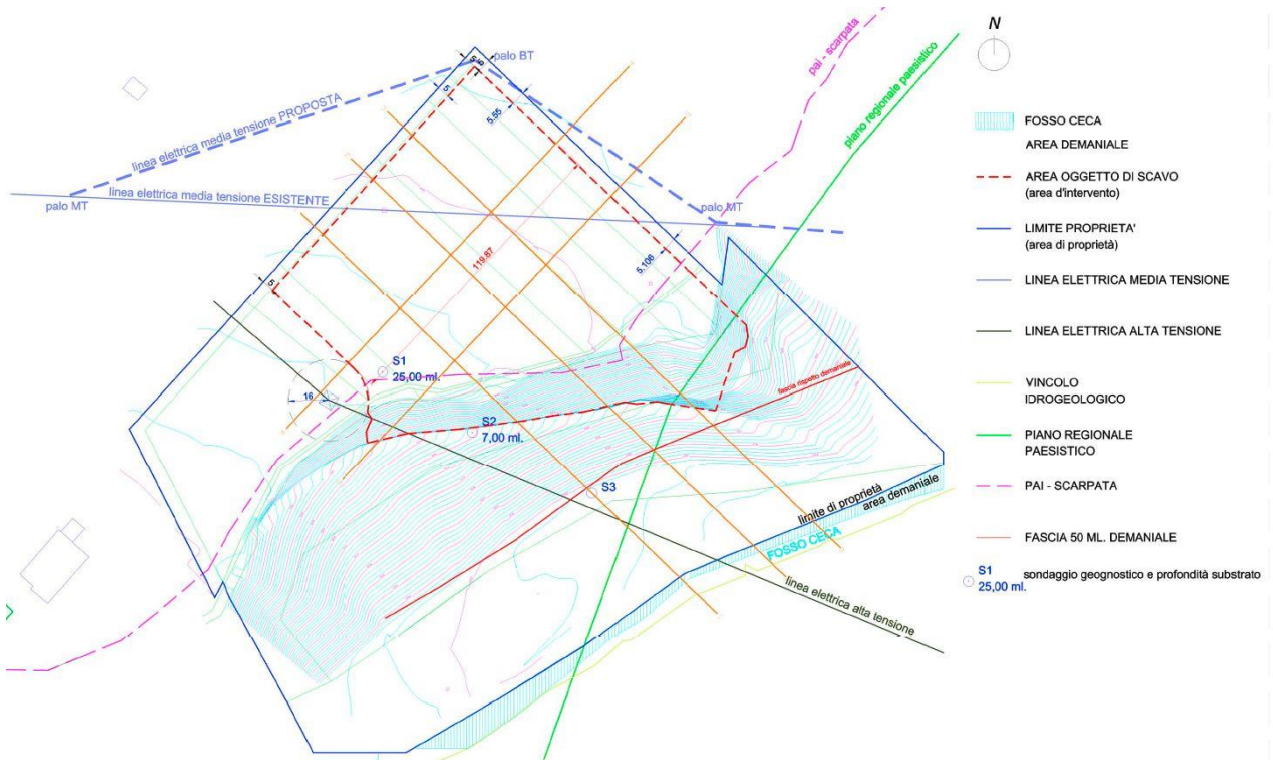 palo BT
5
5
5
5.55
linea elettrica media tensione PROPOSTA
linea elettrica media tensione ESISTENTE
palo MT
palo MT
pai - scarpata
piano regionale paesistico
119.87
5.106
5
S1
25,00 ml.
16
S2
7,00 ml.
S3
fascia rispetto demaniale
limite di proprietà
area demaniale
FOSSO CECA
linea elettrica alta tensione
N
FOSSO CECA
AREA DEMANIALE
AREA OGGETTO DI SCAVO
(area d'intervento)
LIMITE PROPRIETA'
(area di proprietà)
LINEA ELETTRICA MEDIA TENSIONE
LINEA ELETTRICA ALTA TENSIONE
VINCOLO
IDROGEOLOGICO
PIANO REGIONALE
PAESISTICO
PAI - SCARPATA
FASCIA 50 ML. DEMANIALE
S1
25,00 ml.
sondaggio geognostico e profondità substrato